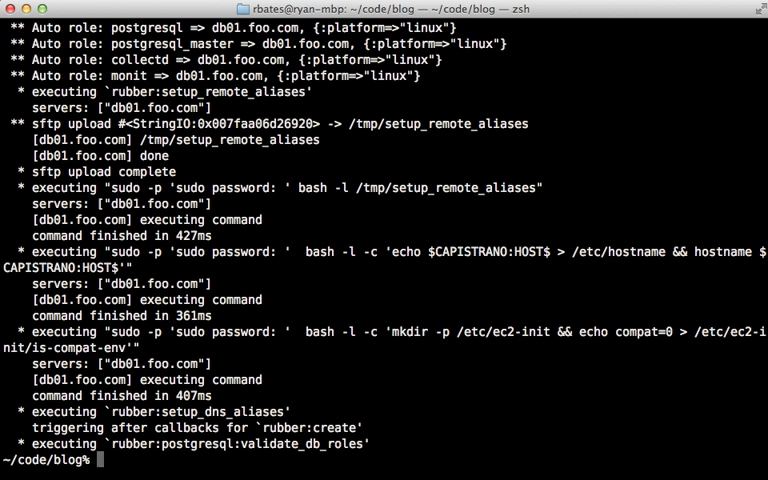 rbates@ryan-mbp: ~/code/blog — ~/code/blog — zsh
** Auto role: postgresql => db01.foo.com, {:platform=>"linux"}
** Auto role: postgresql_master => db01.foo.com, {:platform=>"linux"}
** Auto role: collectd => db01.foo.com, {:platform=>"linux"}
** Auto role: monit => db01.foo.com, {:platform=>"linux"}
* executing `rubber:setup_remote_aliases'
servers: ["db01.foo.com"]
** sftp upload #<StringIO:0x007faa06d26920> -> /tmp/setup_remote_aliases
[db01.foo.com] /tmp/setup_remote_aliases
[db01.foo.com] done
* sftp upload complete
* executing "sudo -p 'sudo password: ' bash -l /tmp/setup_remote_aliases"
servers: ["db01.foo.com"]
[db01.foo.com] executing command
command finished in 427ms
* executing "sudo -p 'sudo password: '  bash -l -c 'echo $CAPISTRANO:HOST$ > /etc/hostname && hostname $
CAPISTRANO:HOST$'"
servers: ["db01.foo.com"]
[db01.foo.com] executing command
command finished in 361ms
* executing "sudo -p 'sudo password: '  bash -l -c 'mkdir -p /etc/ec2-init && echo compat=0 > /etc/ec2-i
nit/is-compat-env'"
servers: ["db01.foo.com"]
[db01.foo.com] executing command
command finished in 407ms
* executing `rubber:setup_dns_aliases'
triggering after callbacks for `rubber:create'
* executing `rubber:postgresql:validate_db_roles'
~/code/blog%